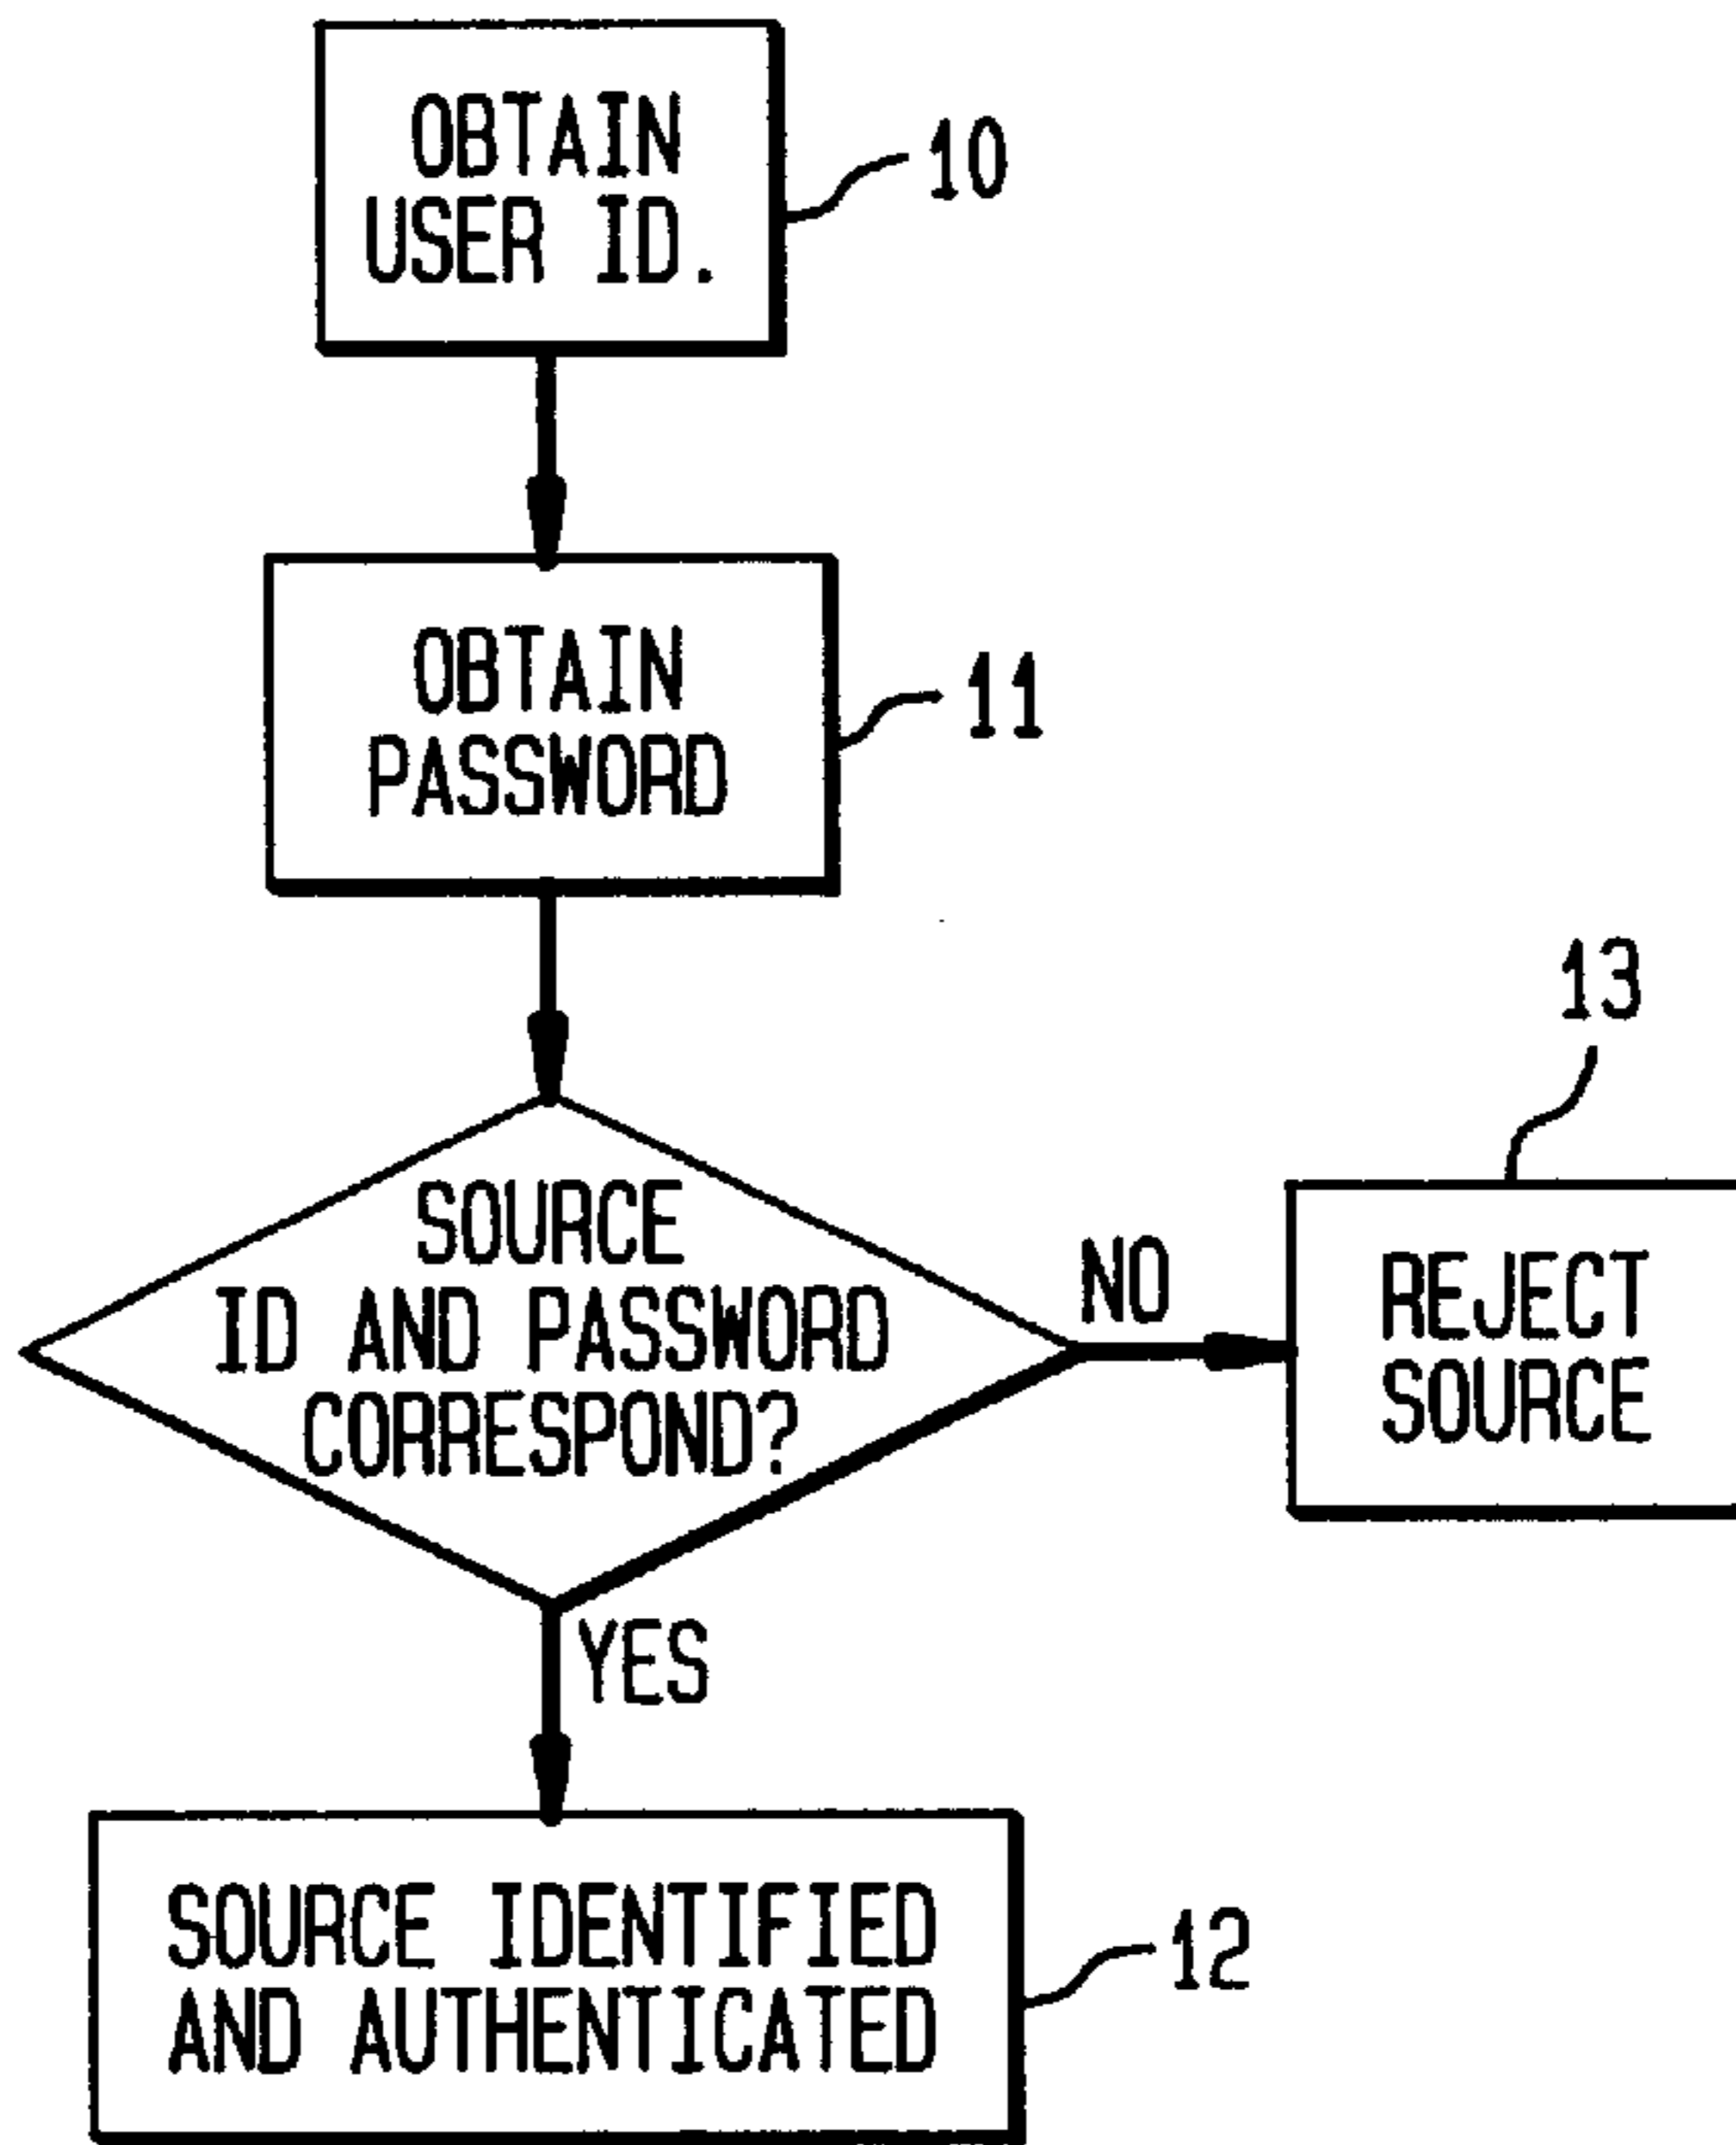 OBTAIN
USER ID.
10
OBTAIN
PASSWORD
11
13
SOURCE
ID AND PASSWORD
CORRESPOND?
NO
REJECT
SOURCE
YES
SOURCE IDENTIFIED
AND AUTHENTICATED
12